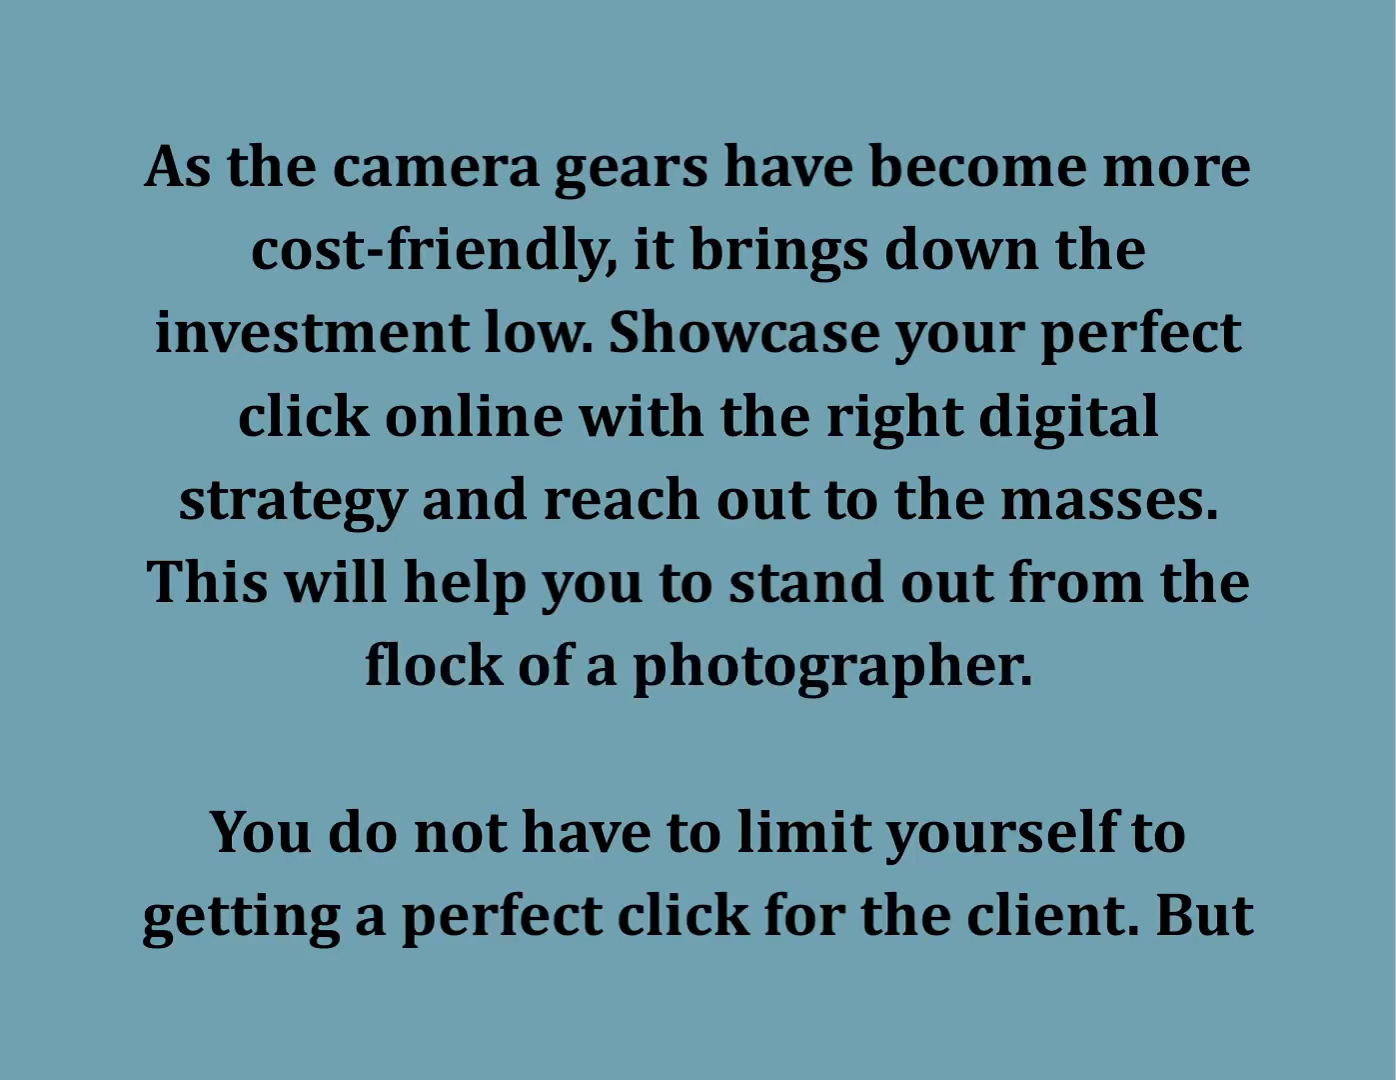 As the camera gears have become more
cost-friendly, it brings down the
investment low. Showcase your perfect
click online with the right digital
strategy and reach out to the masses.
This will help you to stand out from the
flock of a photographer.
You do not have to limit yourself to
getting a perfect click for the client. But